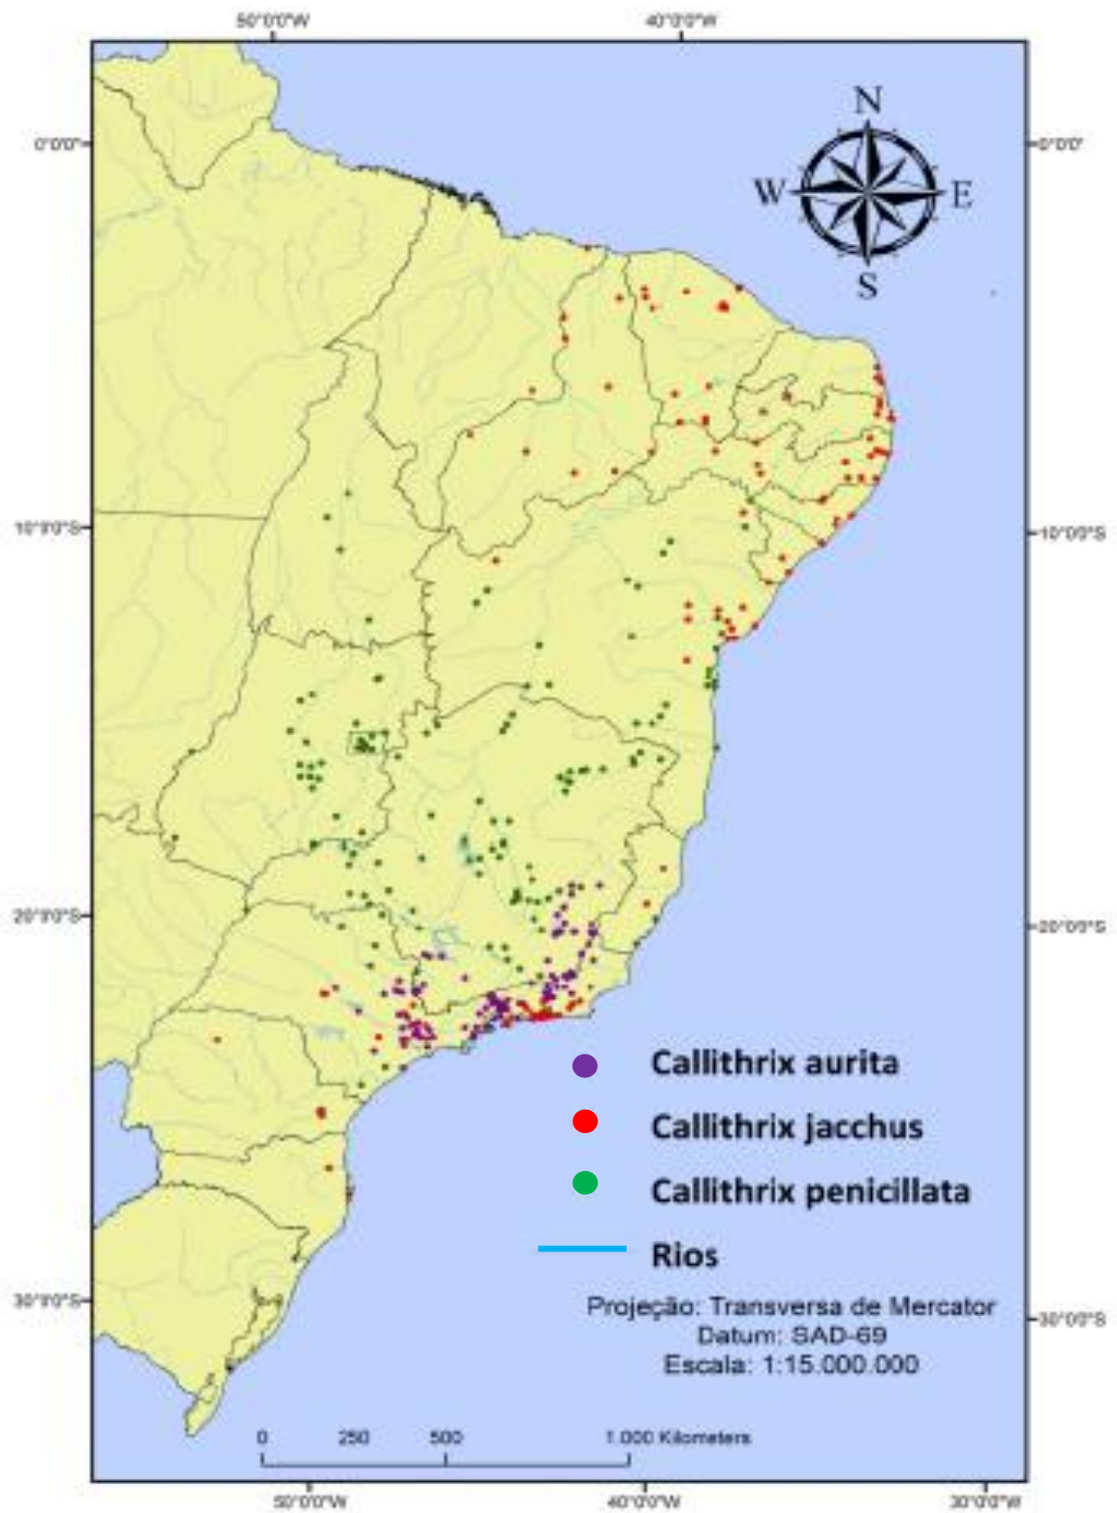 50°0'0"W 40°0'0"W
N
W E
S
0°0'0" 0°0'0"
10°0'0"S 10°0'0"S
20°0'0"S 20°0'0"S
Callithrix aurita
Callithrix jacchus
Callithrix penicillata
Rios
30°0'0"S 30°0'0"S
Projeção: Transversa de Mercator
Datum: SAD-69
Escala: 1:15.000.000
0 250 500 1.000 Kilometers
50°0'0"W 40°0'0"W 30°0'0"W